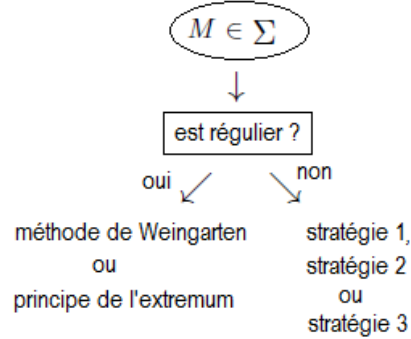 M ∈ Σ
est régulier ?
oui
non
méthode de Weingarten
ou
principe de l'extremum
stratégie 1,
stratégie 2
ou
stratégie 3